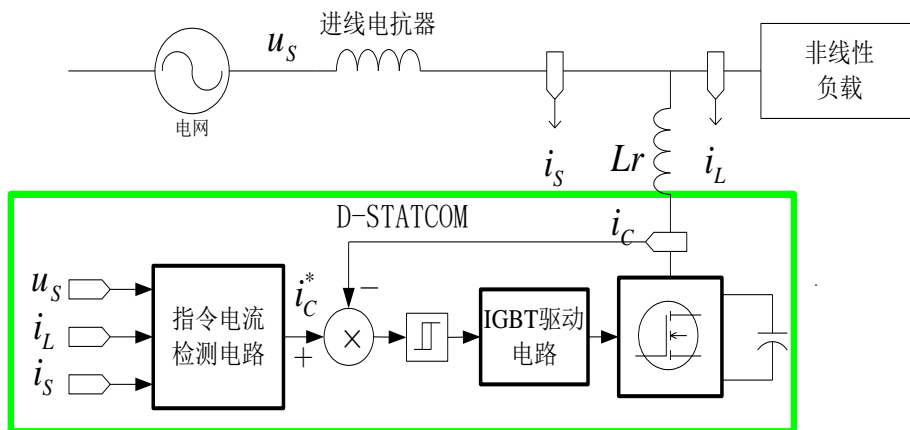 进线电抗器
u_S
非线性
负载
电网
i_S
Lr
i_L
D-STATCOM
i_C
u_S
i_L
i_S
指令电流
检测电路
i_C^*
−
+
×
IGBT驱动
电路